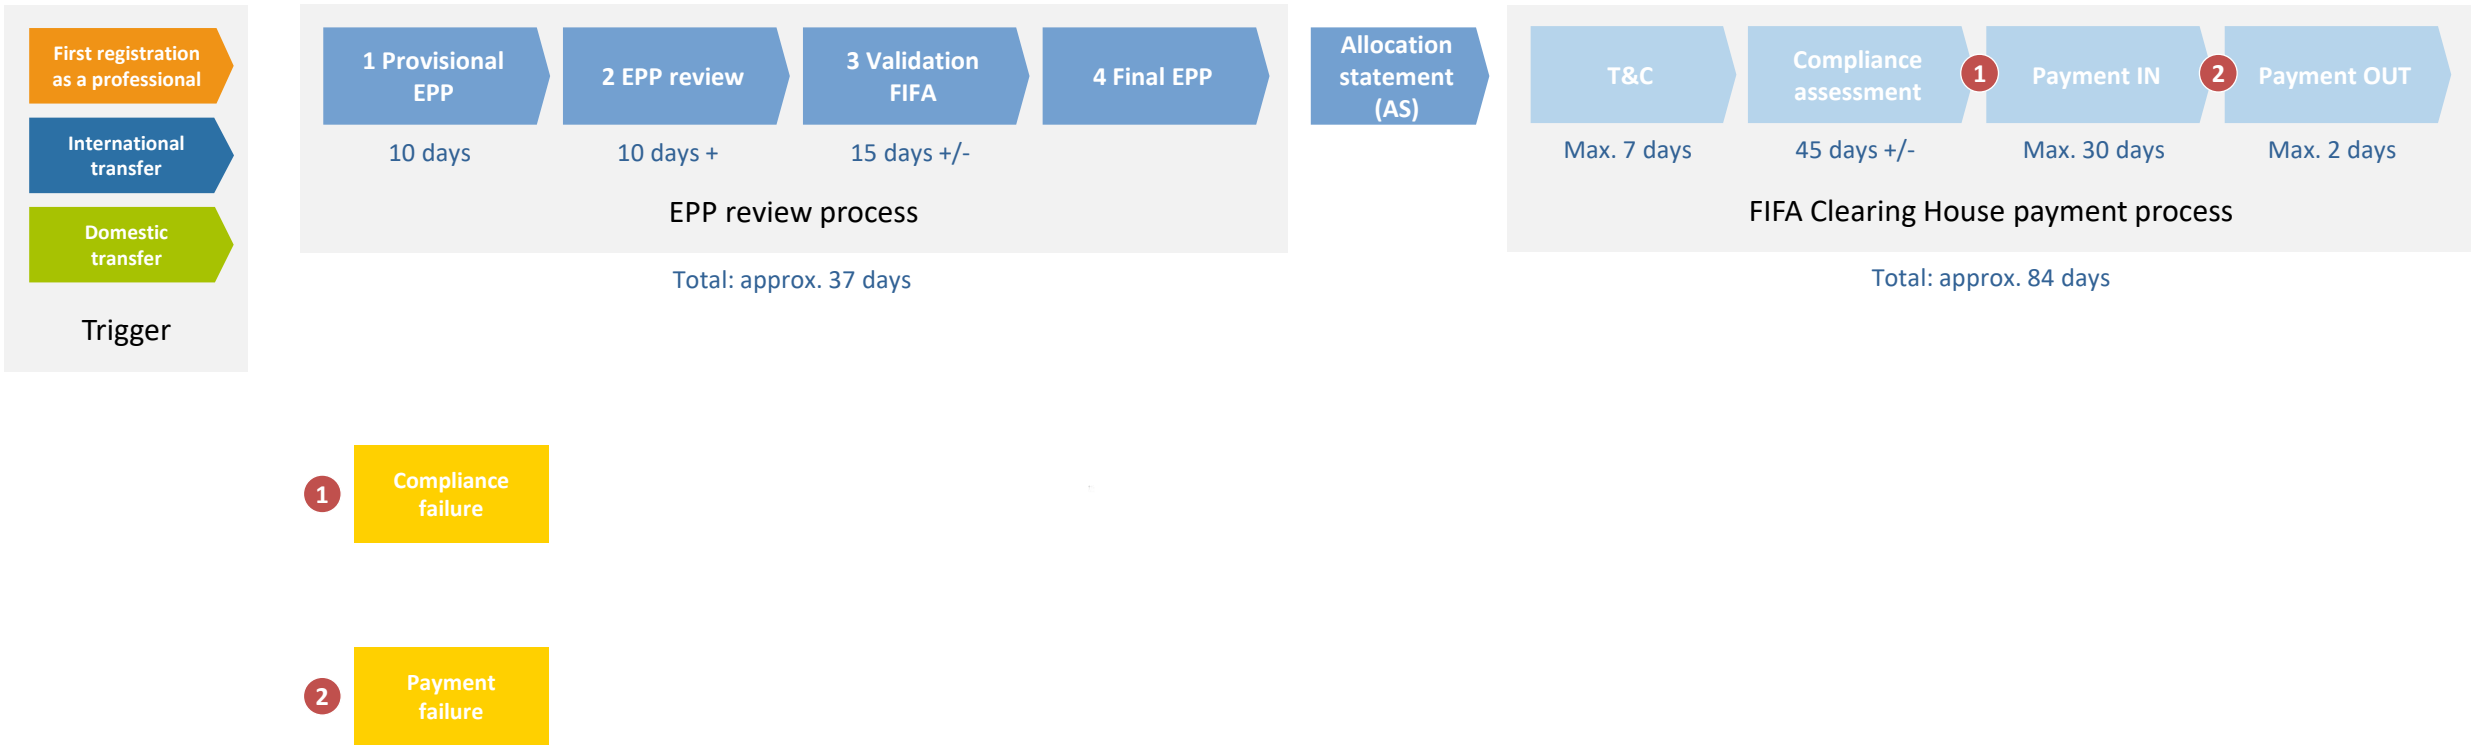 First registration
as a professional
International
transfer
Domestic
transfer
Trigger
1 Provisional
EPP
10 days
2 EPP review
10 days +
3 Validation
FIFA
15 days +/-
4 Final EPP
EPP review process
Total: approx. 37 days
Allocation
statement
(AS)
T&C
Max. 7 days
Compliance
assessment
45 days +/-
1
Payment IN
Max. 30 days
2
Payment OUT
Max. 2 days
FIFA Clearing House payment process
Total: approx. 84 days
1
Compliance
failure
2
Payment
failure